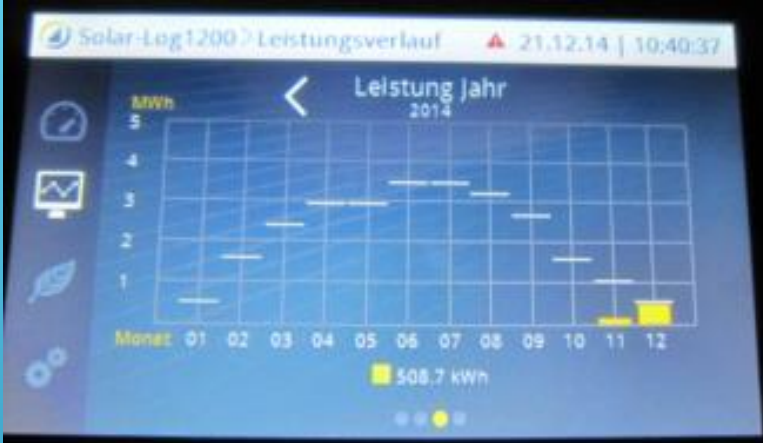 Solar-Log1200 > Leistungsverlauf 21.12.14 | 10:40:37
Leistung Jahr
2014
MWh
5
4
3
2
1
Monat 01 02 03 04 05 06 07 08 09 10 11 12
508.7 kWh